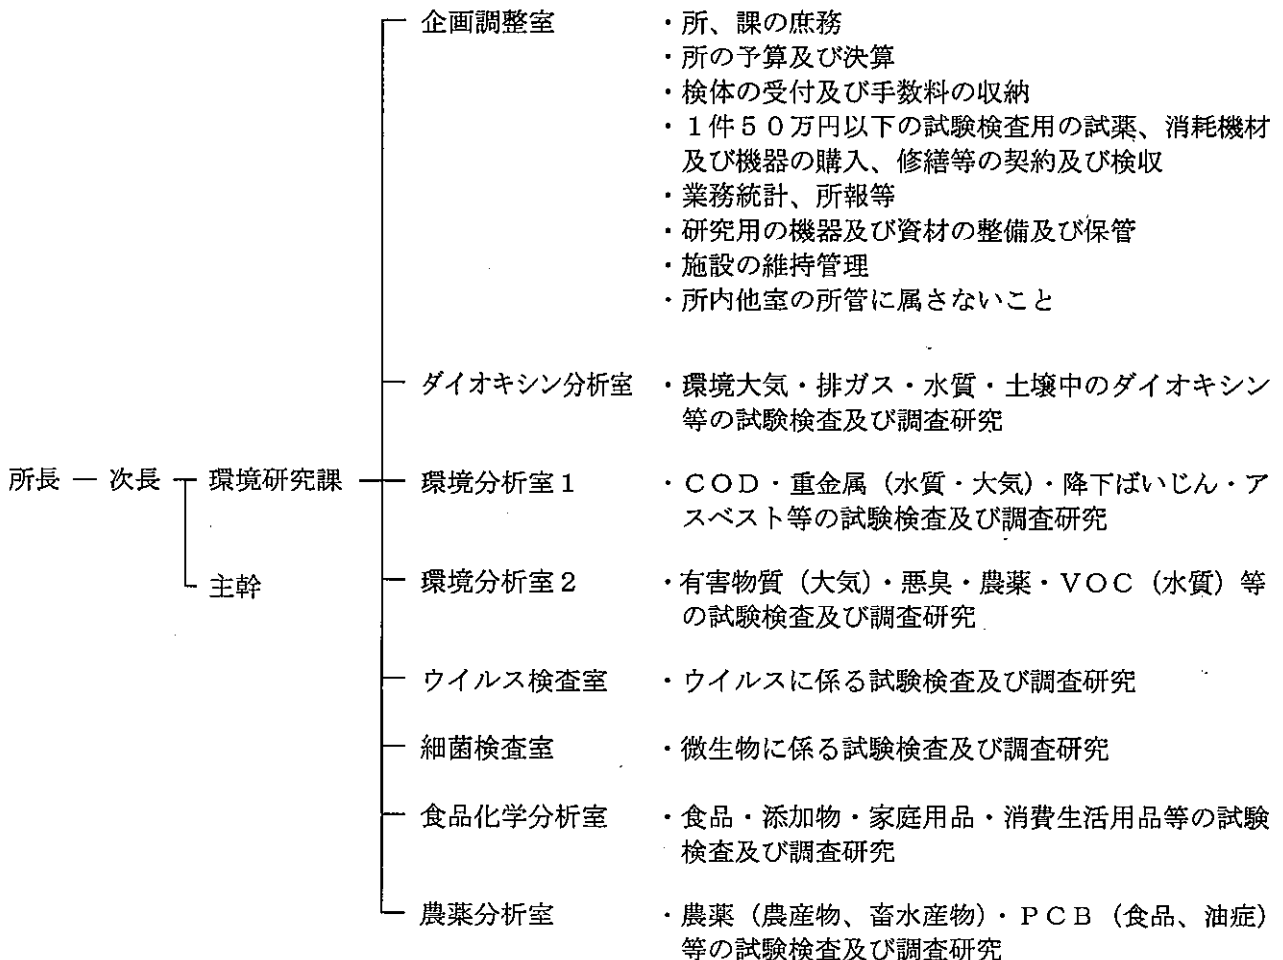 企画調整室
・所、課の庶務
・所の予算及び決算
・検体の受付及び手数料の収納
・１件５０万円以下の試験検査用の試薬、消耗機材
及び機器の購入、修繕等の契約及び検収
・業務統計、所報等
・研究用の機器及び資材の整備及び保管
・施設の維持管理
・所内他室の所管に属さないこと
ダイオキシン分析室
・環境大気・排ガス・水質・土壌中のダイオキシン
等の試験検査及び調査研究
所長 ― 次長
環境研究課
環境分析室１
・ＣＯＤ・重金属（水質・大気）・降下ばいじん・ア
スベスト等の試験検査及び調査研究
主幹
環境分析室２
・有害物質（大気）・悪臭・農薬・ＶＯＣ（水質）等
の試験検査及び調査研究
ウイルス検査室
・ウイルスに係る試験検査及び調査研究
細菌検査室
・微生物に係る試験検査及び調査研究
食品化学分析室
・食品・添加物・家庭用品・消費生活用品等の試験
検査及び調査研究
農薬分析室
・農薬（農産物、畜水産物）・ＰＣＢ（食品、油症）
等の試験検査及び調査研究